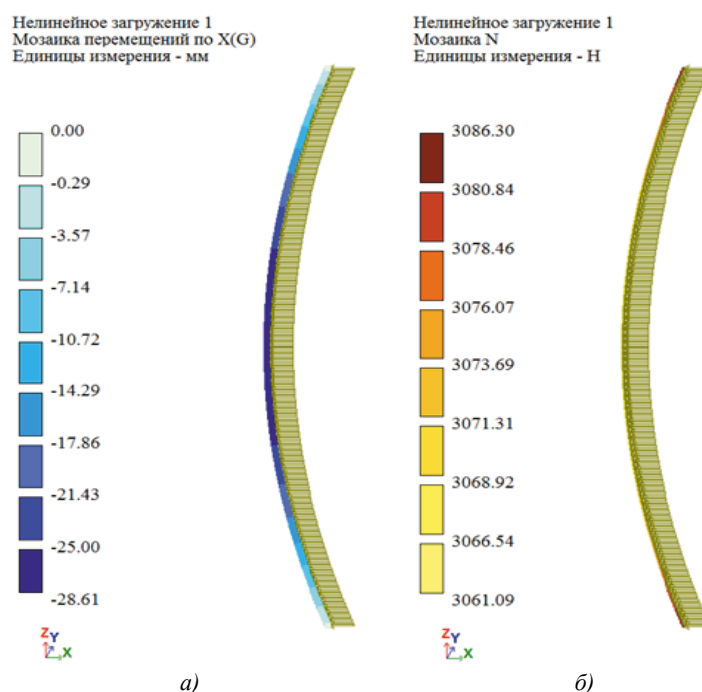 Нелинейное загружение 1
Мозаика перемещений по X(G)
Единицы измерения - мм
0.00
-0.29
-3.57
-7.14
-10.72
-14.29
-17.86
-21.43
-25.00
-28.61
Z
Y
X
а)
Нелинейное загружение 1
Мозаика N
Единицы измерения - Н
3086.30
3080.84
3078.46
3076.07
3073.69
3071.31
3068.92
3066.54
3061.09
Z
Y
X
б)